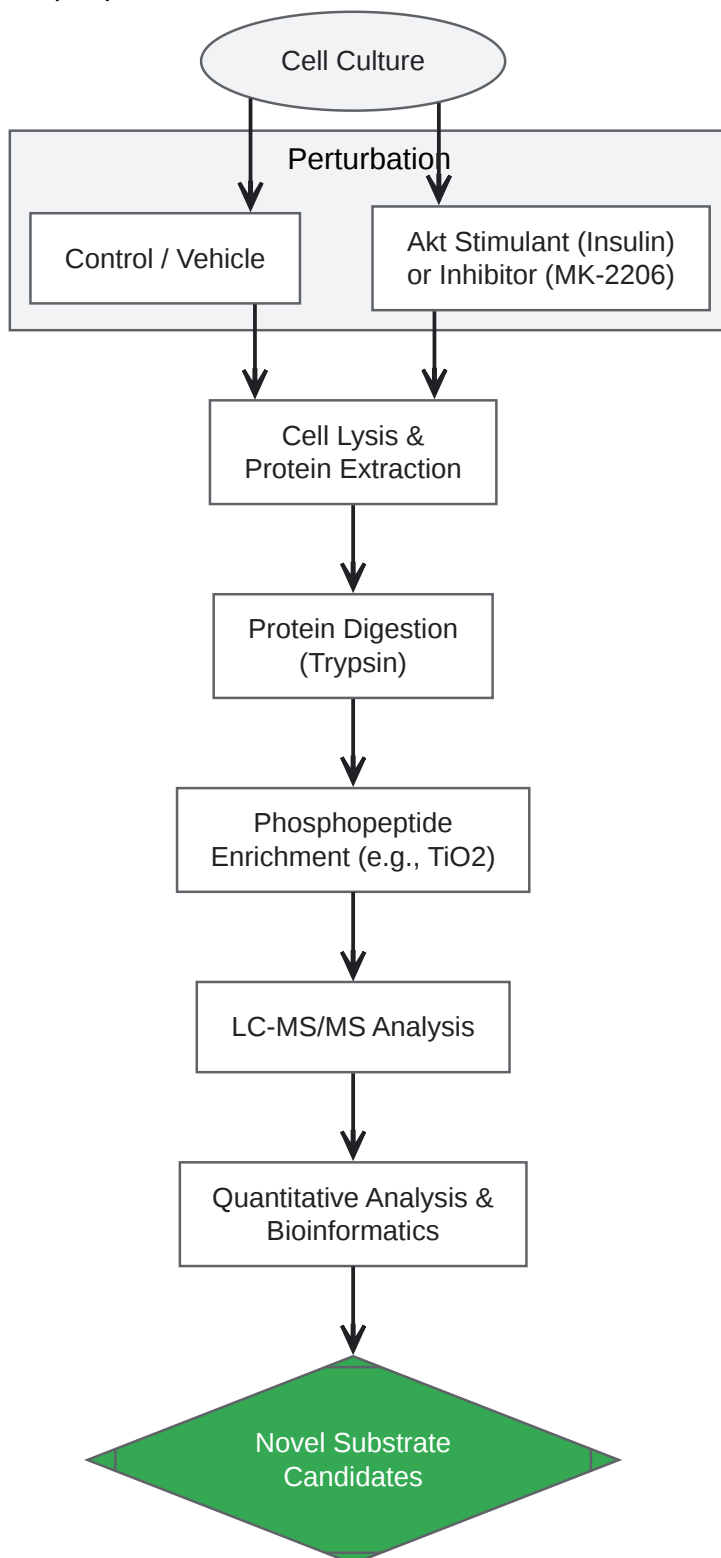 Cell Culture
Perturbation
Control / Vehicle
Akt Stimulant (Insulin)
or Inhibitor (MK-2206)
Cell Lysis &
Protein Extraction
Protein Digestion
(Trypsin)
Phosphopeptide
Enrichment (e.g., TiO2)
LC-MS/MS Analysis
Quantitative Analysis &
Bioinformatics
Novel Substrate
Candidates